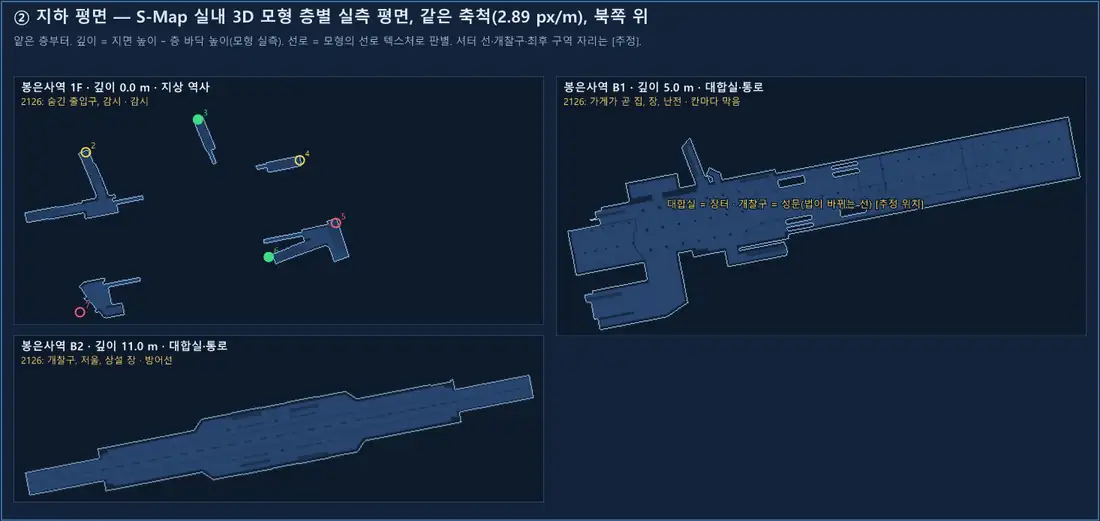 ② 지하 평면 — S-Map 실내 3D 모형 층별 실측 평면, 같은 축척(2.89 px/m), 북쪽 위
얕은 층부터. 깊이 = 지면 높이 – 층 바닥 높이(모형 실측). 선로 = 모형의 선로 텍스처로 판별. 셔터 선·개찰구·최후 구역 자리는 [추정].
봉은사역 1F · 깊이 0.0 m · 지상 역사
2126: 숨긴 출입구, 감시 · 감시
3
2
4
5
6
7
봉은사역 B1 · 깊이 5.0 m · 대합실·통로
2126: 가게가 곧 집, 장, 난전 · 칸마다 막음
대합실 = 장터 · 개찰구 = 성문(법이 바뀌는 선) [추정 위치]
봉은사역 B2 · 깊이 11.0 m · 대합실·통로
2126: 개찰구, 저울, 상설 장 · 방어선